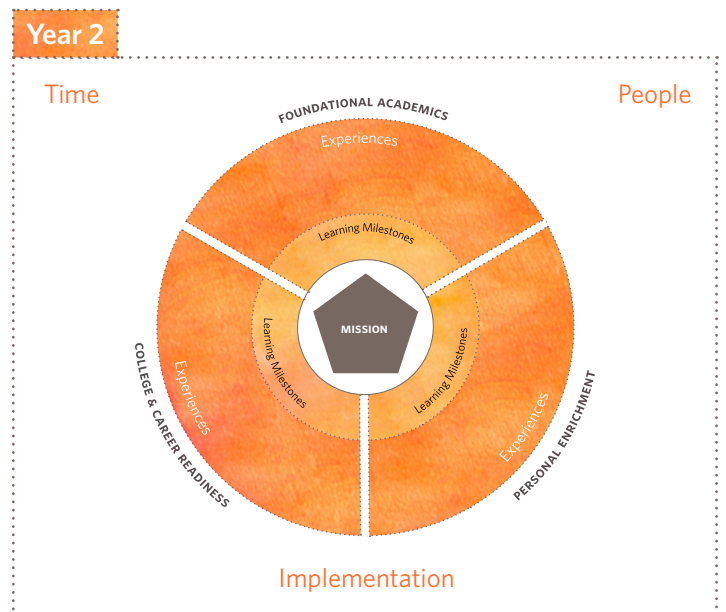 Year 2
Time
People
FOUNDATIONAL ACADEMICS
Experiences
Learning Milestones
MISSION
Learning Milestones
Learning Milestones
Experiences
COLLEGE & CAREER READINESS
Experiences
PERSONAL ENRICHMENT
Implementation